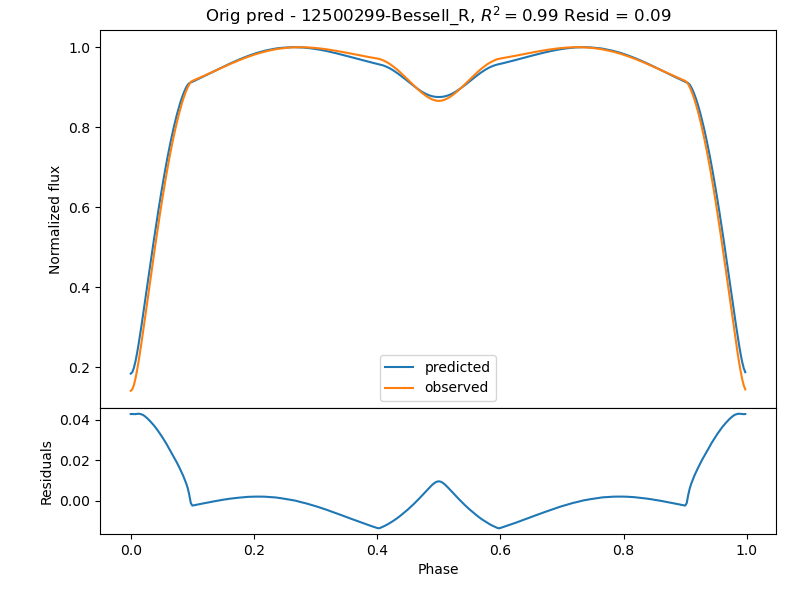 Orig pred - 12500299-Bessell_R, R² = 0.99 Resid = 0.09
1.0
0.8
0.6
0.4
0.2
Normalized flux
predicted
observed
0.04
0.02
0.00
Residuals
0.0 0.2 0.4 0.6 0.8 1.0
Phase